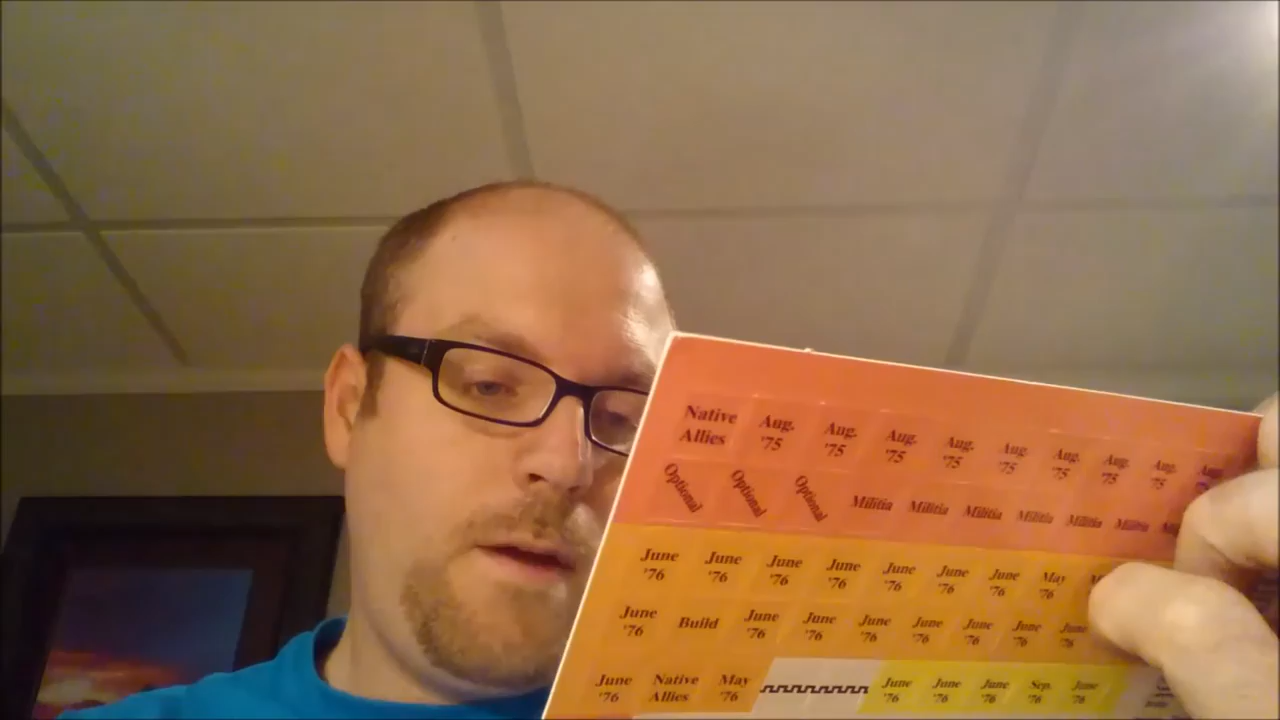 Native Allies Aug. '75 Aug. '75 Aug. '75 Aug. '75 Aug. '75 Aug. '75 Aug. '75 Aug. '75 Aug.
Optional Optional Optional Militia Militia Militia Militia Militia Militia
June '76 June '76 June '76 June '76 June '76 June '76 June '76 May '76
June '76 Build June '76 June '76 June '76 June '76 June '76 June '76 June '76
June '76 Native Allies May '76 June '76 June '76 June '76 Sep. '76 June '76